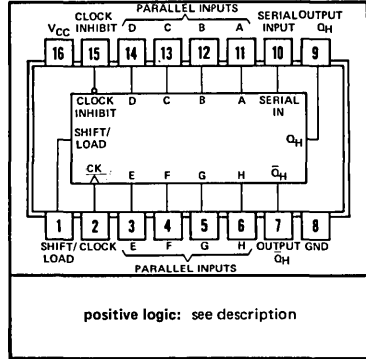 PARALLEL INPUTS
CLOCK SERIAL OUTPUT
VCC INHIBIT D C B A INPUT QH
16 15 14 13 12 11 10 9
CLOCK D C B A SERIAL
INHIBIT IN
SHIFT/
LOAD QH
CK E F G H Q̅H
1 2 3 4 5 6 7 8
SHIFT/ CLOCK E F G H OUTPUT GND
LOAD Q̅H
PARALLEL INPUTS
positive logic: see description